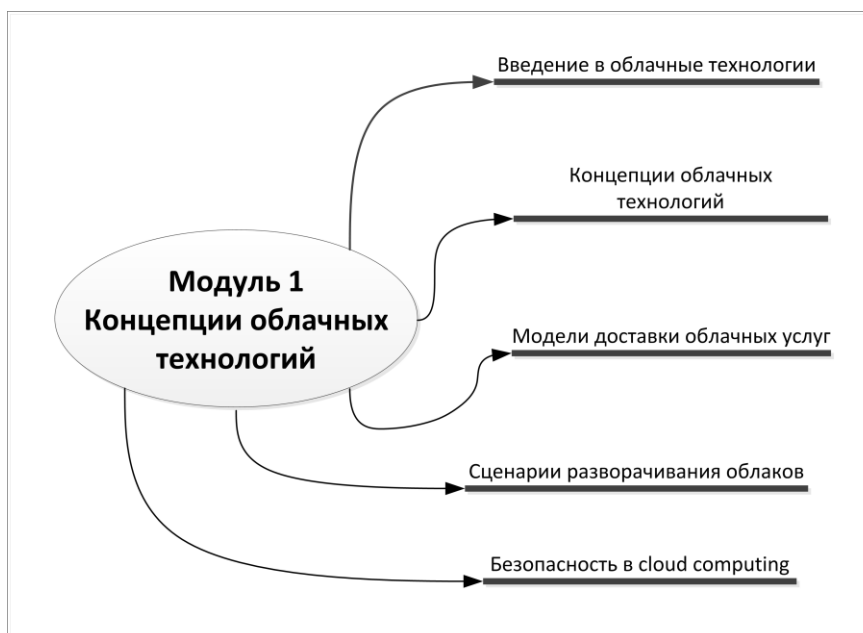 Введение в облачные технологии
Концепции облачных
технологий
Модуль 1
Концепции облачных
технологий
Модели доставки облачных услуг
Сценарии разворачивания облаков
Безопасность в cloud computing